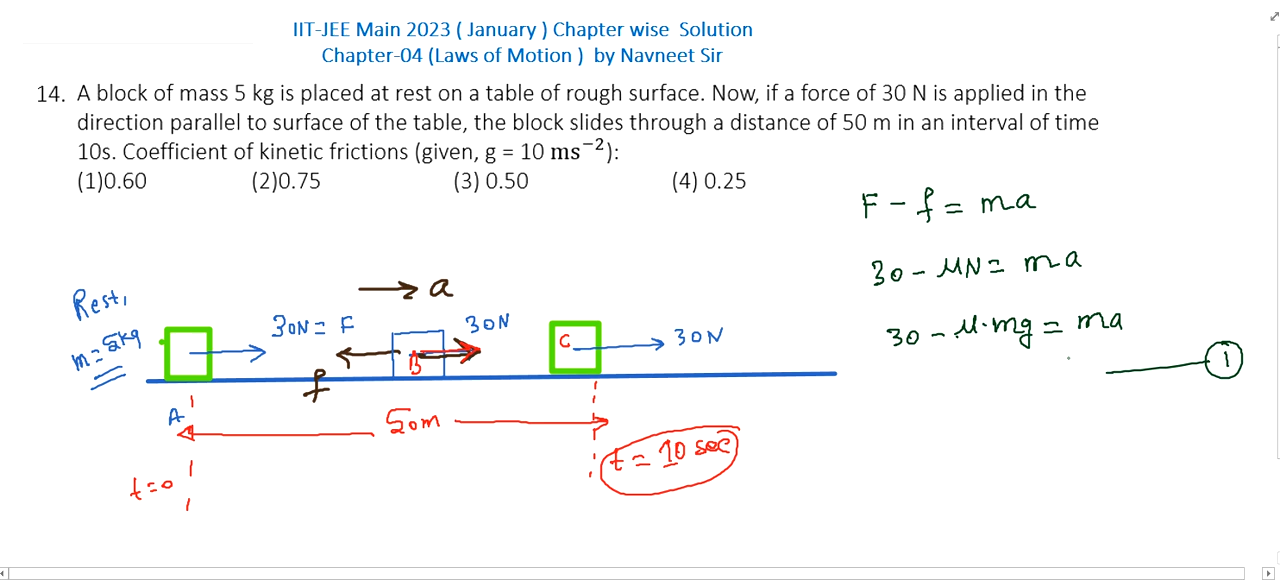 IIT-JEE Main 2023 ( January ) Chapter wise Solution
Chapter-04 (Laws of Motion ) by Navneet Sir
14. A block of mass 5 kg is placed at rest on a table of rough surface. Now, if a force of 30 N is applied in the
direction parallel to surface of the table, the block slides through a distance of 50 m in an interval of time
10s. Coefficient of kinetic frictions (given, g = 10 ms⁻²):
(1)0.60 (2)0.75 (3) 0.50 (4) 0.25
F - f = ma
30 - μN = ma
30 - μ.mg = ma
1
Rest,
m = 5kg
30N = F
a
30N
B
f
C
30N
A
50m
t = 10 sec
t=0